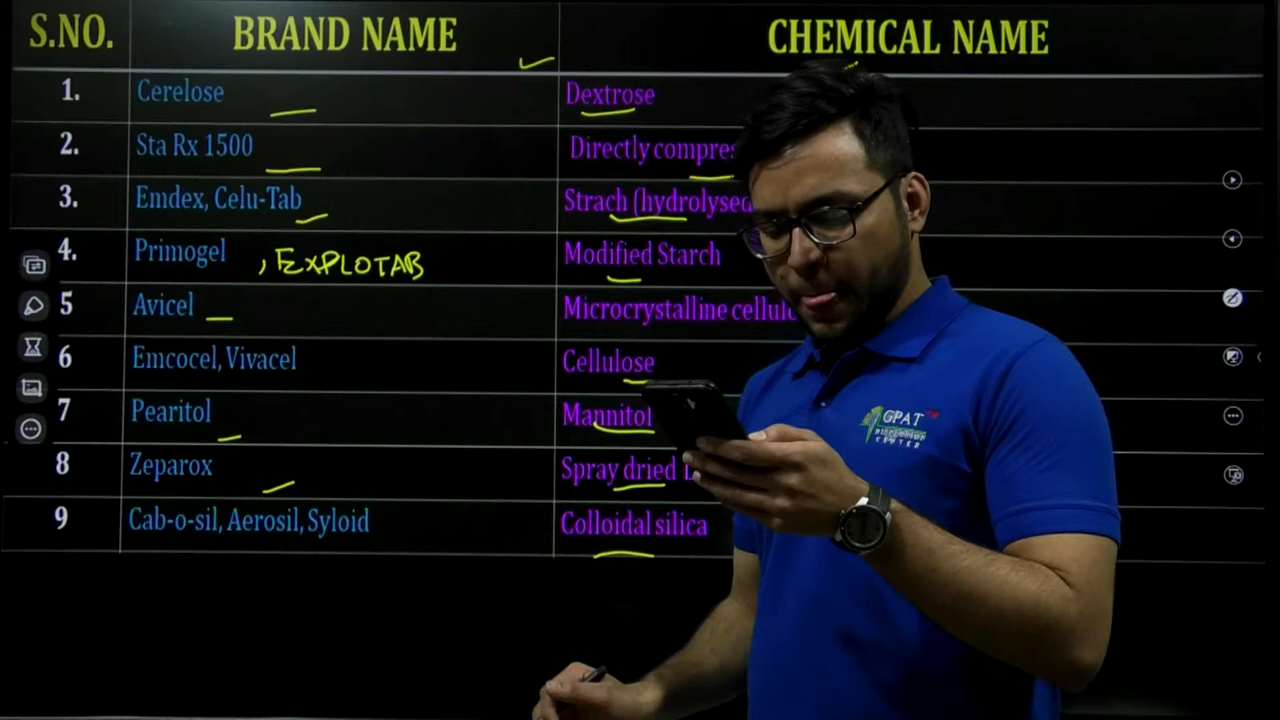 S.NO. BRAND NAME CHEMICAL NAME
1. Cerelose Dextrose
2. Sta Rx 1500 Directly
3. Emdex, Celu-Tab Strach (hydrolysed
4. Primogel , EXPLOTAB Modified Starch
5 Avicel Microcrystalline
6 Emcocel, Vivacel Cellulose
7 Pearitol Mannitol
8 Zeparox Spray dried
9 Cab-o-sil, Aerosil, Syloid Colloidal silica
GPAT
DISCUSSION
CENTER